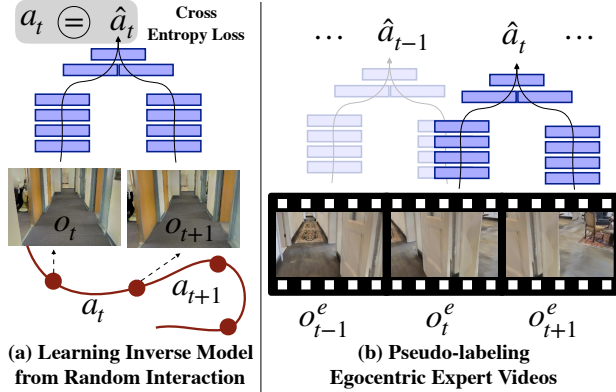 a_t = â_t
Cross
Entropy Loss
o_t
o_{t+1}
a_t
a_{t+1}
(a) Learning Inverse Model
from Random Interaction
... â_{t-1} â_t ...
o^e_{t-1} o^e_t o^e_{t+1}
(b) Pseudo-labeling
Egocentric Expert Videos